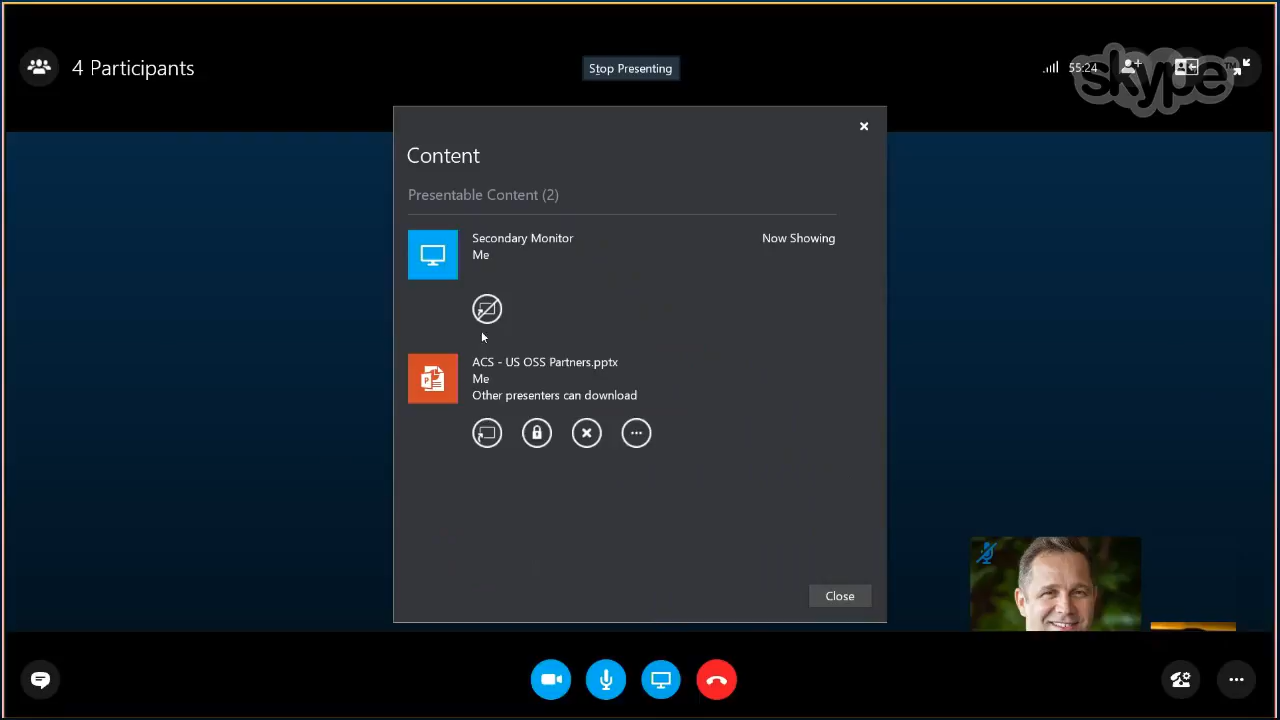 4 Participants
Stop Presenting
55:24
skype
Content
Presentable Content (2)
Secondary Monitor
Now Showing
Me
ACS - US OSS Partners.pptx
Me
Other presenters can download
Close